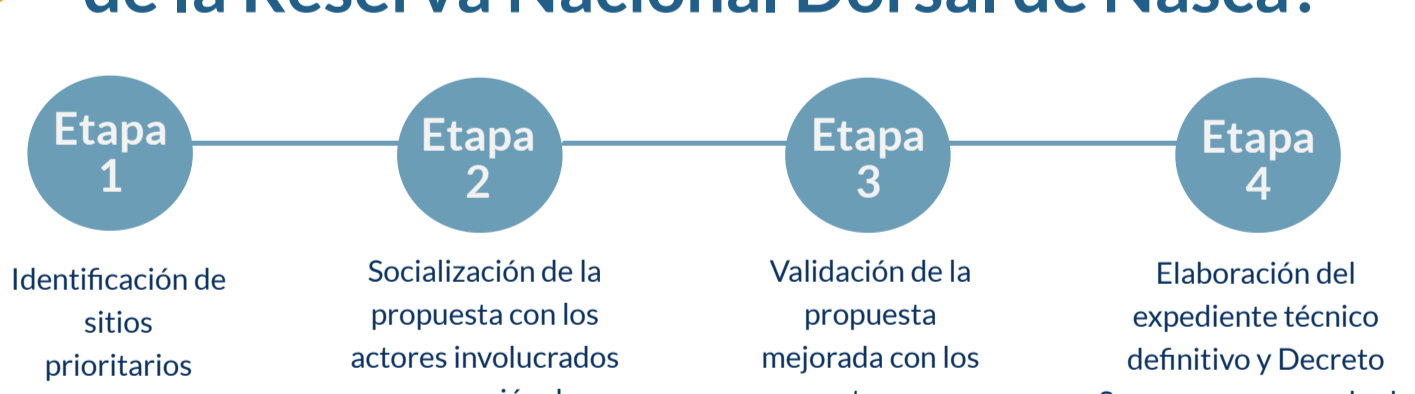 de la Reserva Nacional Dorsal de Nasca?
Etapa
1
Etapa
2
Etapa
3
Etapa
4
Identificación de
sitios
prioritarios
Socialización de la
propuesta con los
actores involucrados
Validación de la
propuesta
mejorada con los
Elaboración del
expediente técnico
definitivo y Decreto